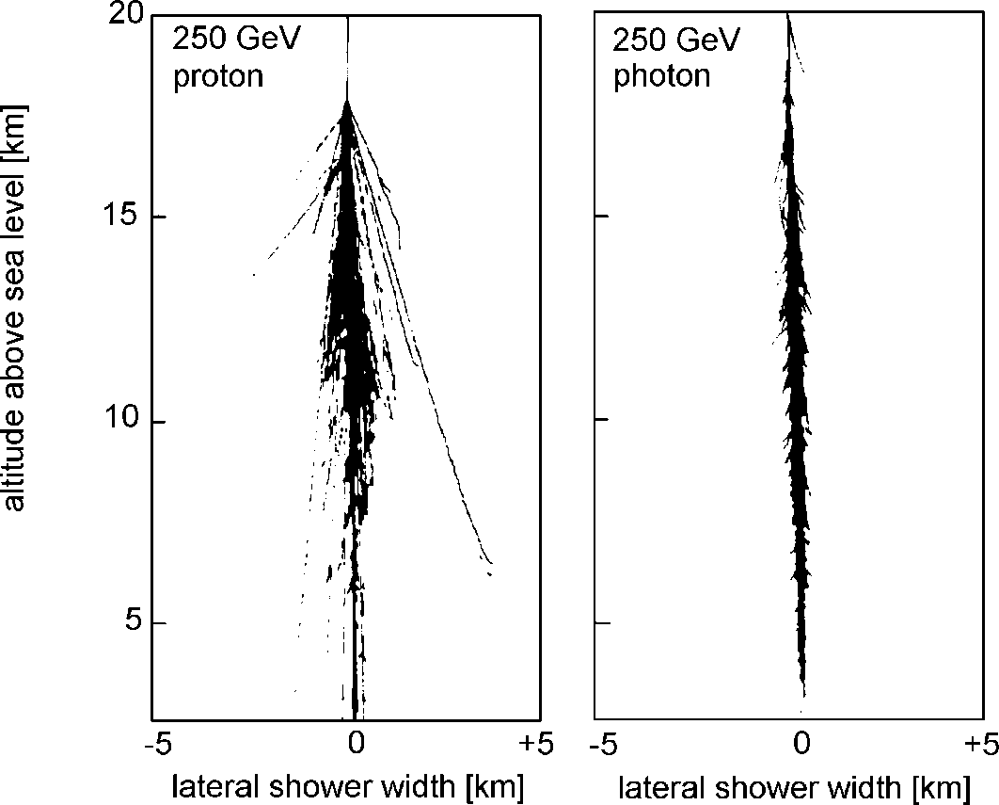 altitude above sea level [km]
20
15
10
5
250 GeV
proton
-5
0
+5
lateral shower width [km]
250 GeV
photon
-5
0
+5
lateral shower width [km]